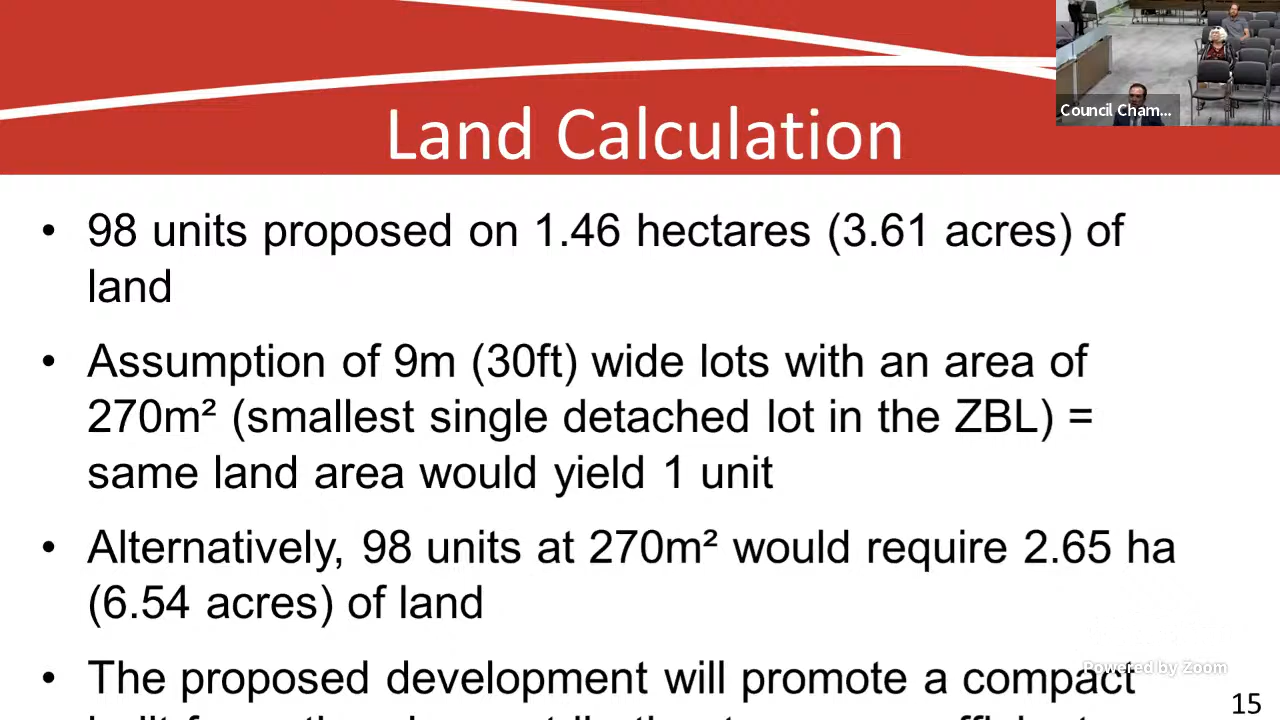 Council Cham...
Land Calculation
• 98 units proposed on 1.46 hectares (3.61 acres) of
land
• Assumption of 9m (30ft) wide lots with an area of
270m² (smallest single detached lot in the ZBL) =
same land area would yield 1 unit
• Alternatively, 98 units at 270m² would require 2.65 ha
(6.54 acres) of land
• The proposed development will promote a compact
Powered by Zoom
15